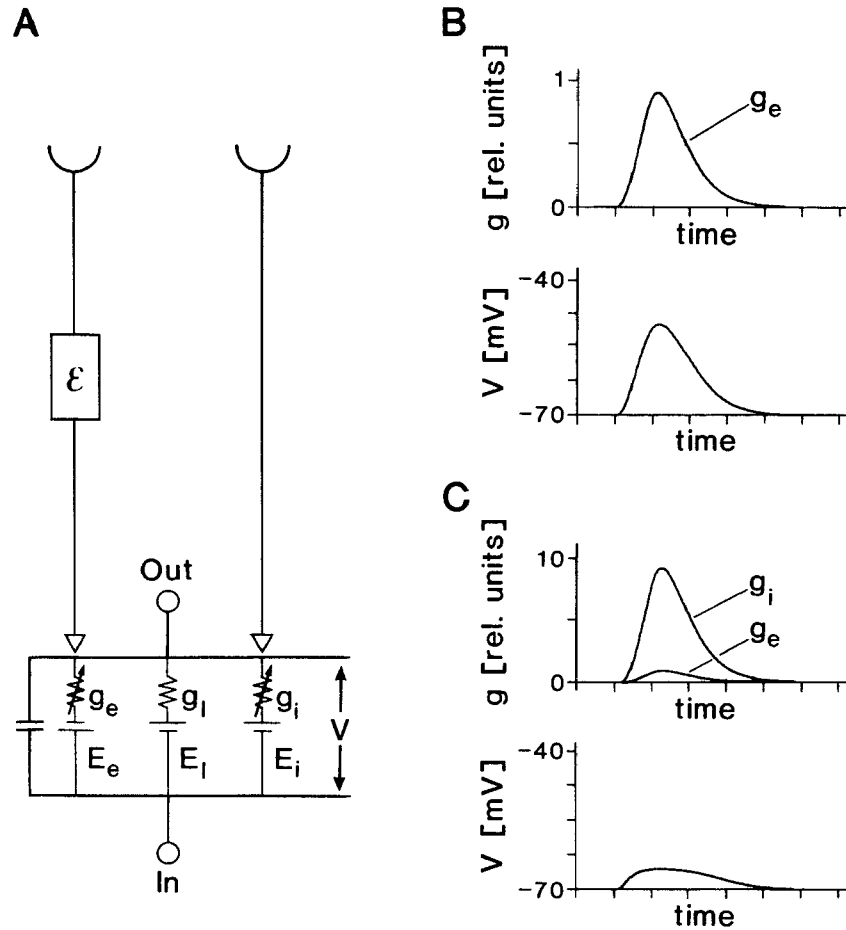 A
ε
Out
g_e
g_l
g_i
V
E_e
E_l
E_i
In
B
g [rel. units]
1
0
g_e
time
V [mV]
-40
-70
time
C
g [rel. units]
10
0
g_i
g_e
time
V [mV]
-40
-70
time